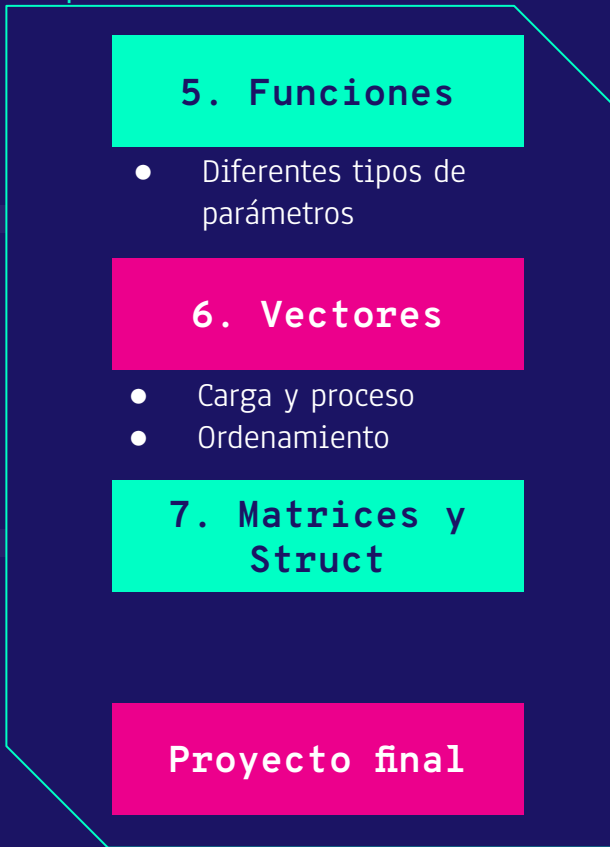 5. Funciones
● Diferentes tipos de
parámetros
6. Vectores
● Carga y proceso
● Ordenamiento
7. Matrices y
Struct
Proyecto final